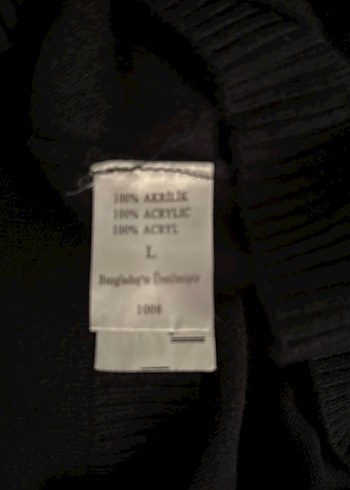 100% AKRİLİK
100% ACRYLIC
100% ACRYL
L
Bangladeş'te Üretilmiştir
1008